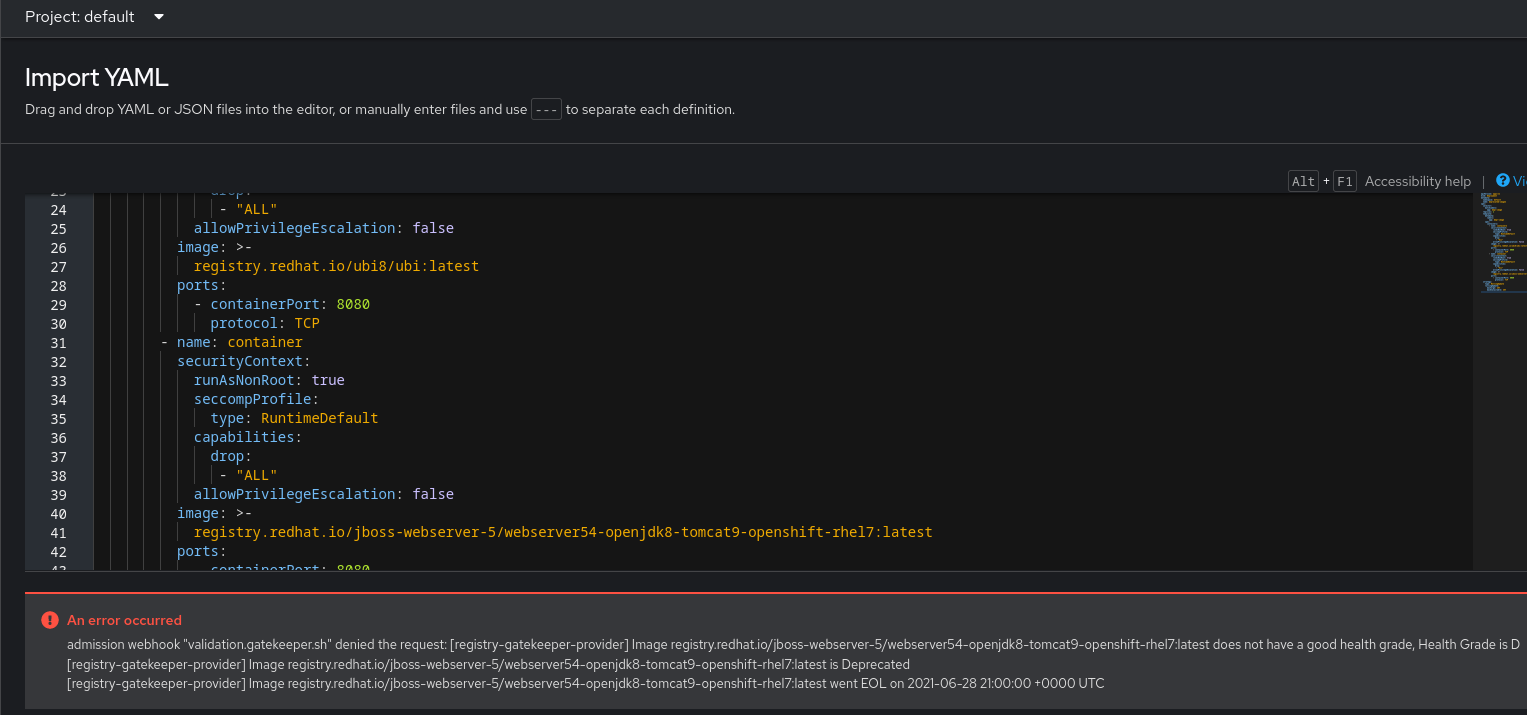 Project: default
Import YAML
Drag and drop YAML or JSON files into the editor, or manually enter files and use --- to separate each definition.
Alt + F1 Accessibility help | Vi
23 drop:
24 - "ALL"
25 allowPrivilegeEscalation: false
26 image: >-
27 registry.redhat.io/ubi8/ubi:latest
28 ports:
29 - containerPort: 8080
30 protocol: TCP
31 - name: container
32 securityContext:
33 runAsNonRoot: true
34 seccompProfile:
35 type: RuntimeDefault
36 capabilities:
37 drop:
38 - "ALL"
39 allowPrivilegeEscalation: false
40 image: >-
41 registry.redhat.io/jboss-webserver-5/webserver54-openjdk8-tomcat9-openshift-rhel7:latest
42 ports:
43 containerPort: 8080
An error occurred
admission webhook "validation.gatekeeper.sh" denied the request: [registry-gatekeeper-provider] Image registry.redhat.io/jboss-webserver-5/webserver54-openjdk8-tomcat9-openshift-rhel7:latest does not have a good health grade, Health Grade is D
[registry-gatekeeper-provider] Image registry.redhat.io/jboss-webserver-5/webserver54-openjdk8-tomcat9-openshift-rhel7:latest is Deprecated
[registry-gatekeeper-provider] Image registry.redhat.io/jboss-webserver-5/webserver54-openjdk8-tomcat9-openshift-rhel7:latest went EOL on 2021-06-28 21:00:00 +0000 UTC